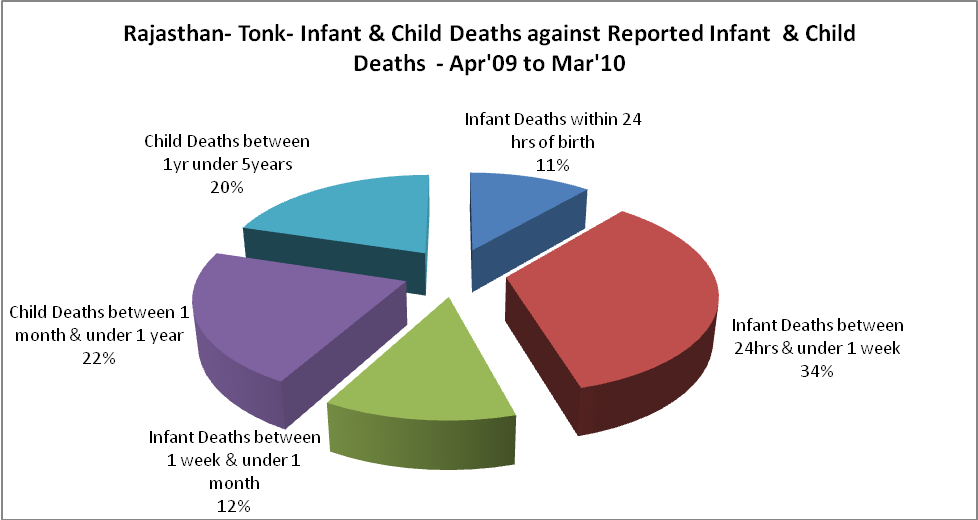 Rajasthan- Tonk- Infant & Child Deaths against Reported Infant & Child
Deaths - Apr'09 to Mar'10
Infant Deaths within 24
hrs of birth
11%
Child Deaths between
1yr under 5years
20%
Child Deaths between 1
month & under 1 year
22%
Infant Deaths between
24hrs & under 1 week
34%
Infant Deaths between
1 week & under 1
month
12%